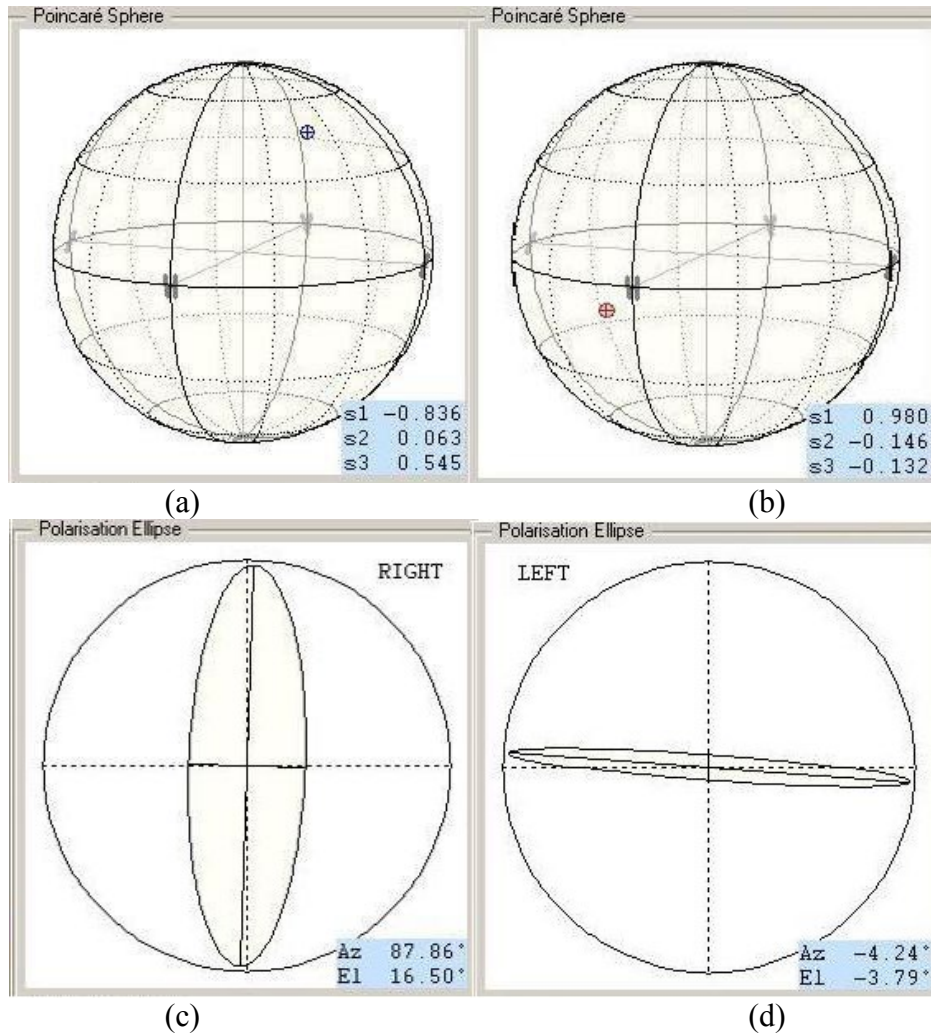 Poincaré Sphere
s1 -0.836
s2 0.063
s3 0.545
Poincaré Sphere
s1 0.980
s2 -0.146
s3 -0.132
(a)
(b)
Polarisation Ellipse
RIGHT
Az 87.86°
El 16.50°
Polarisation Ellipse
LEFT
Az -4.24°
El -3.79°
(c)
(d)